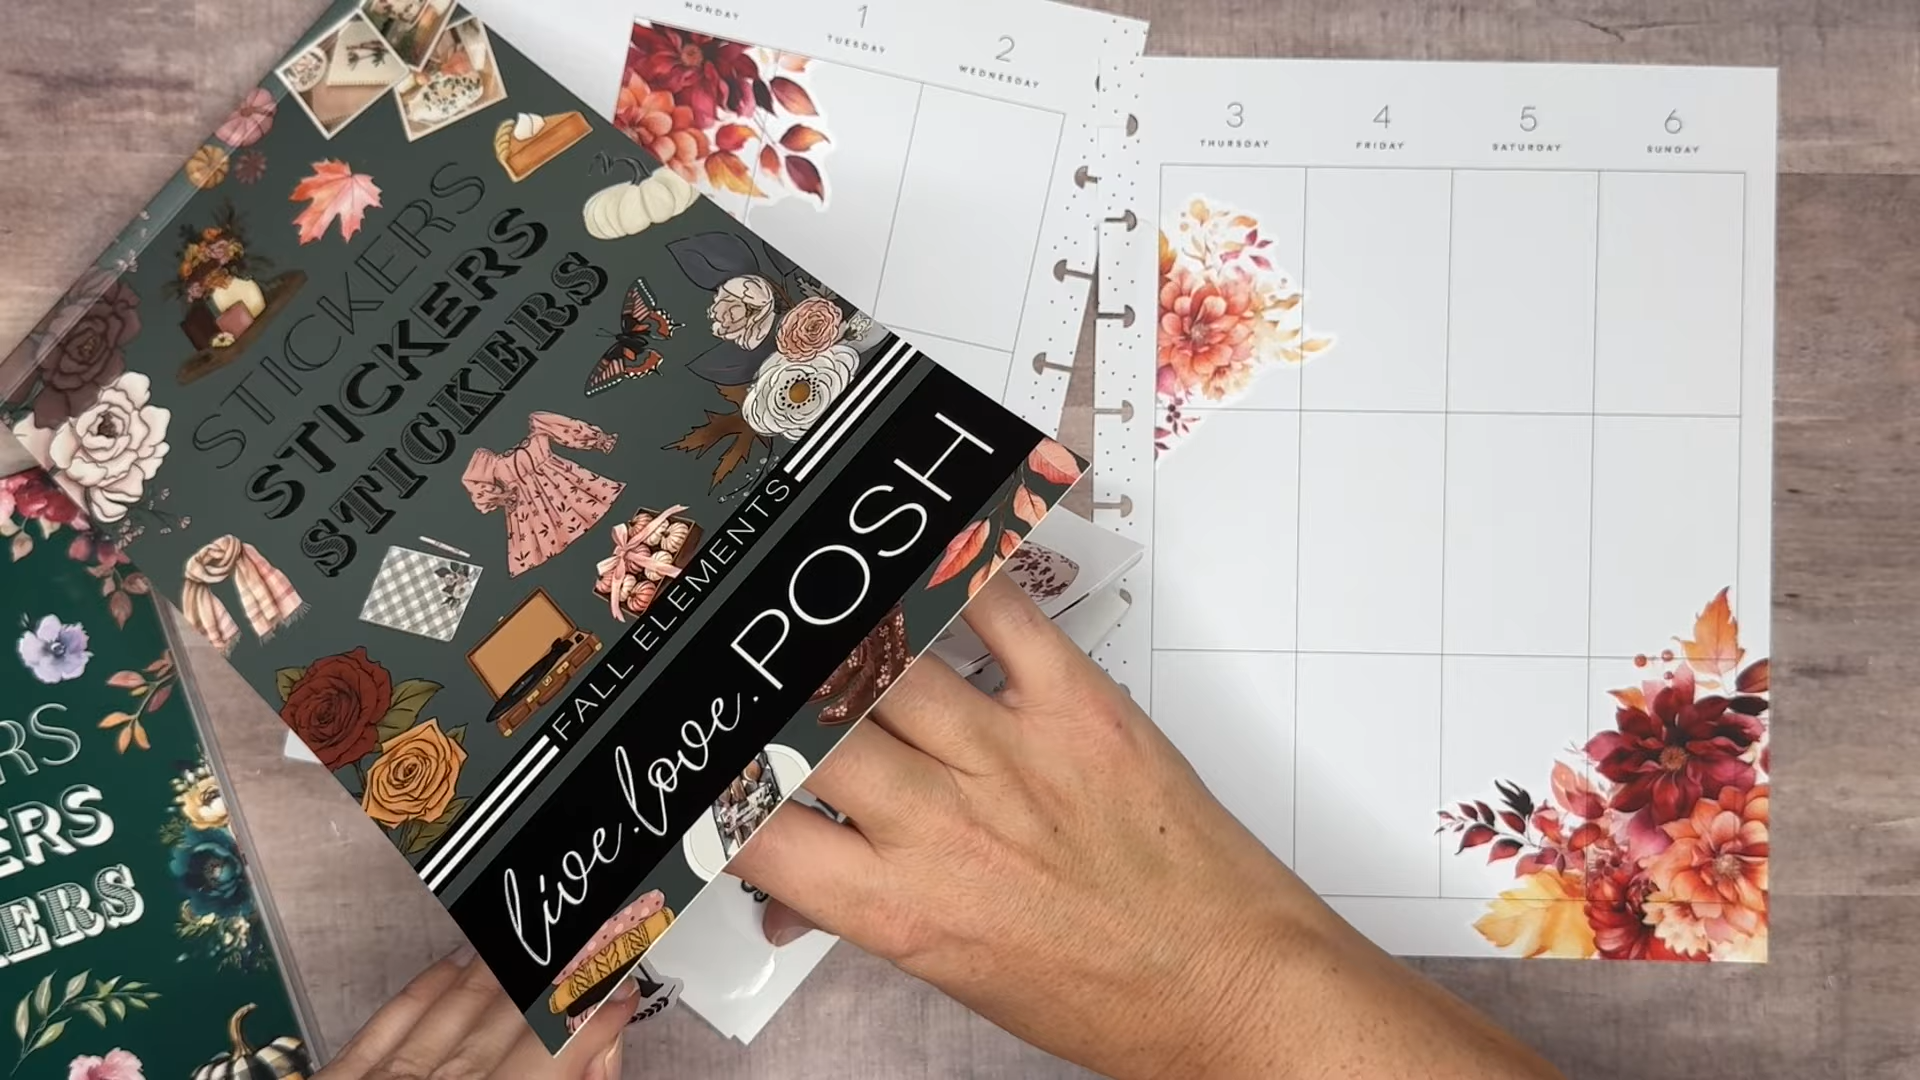 MONDAY
1
TUESDAY
2
WEDNESDAY
3
THURSDAY
4
FRIDAY
5
SATURDAY
6
SUNDAY
STICKERS
STICKERS
STICKERS
FALL ELEMENTS
live.love.POSH
RS
ERS
ERS